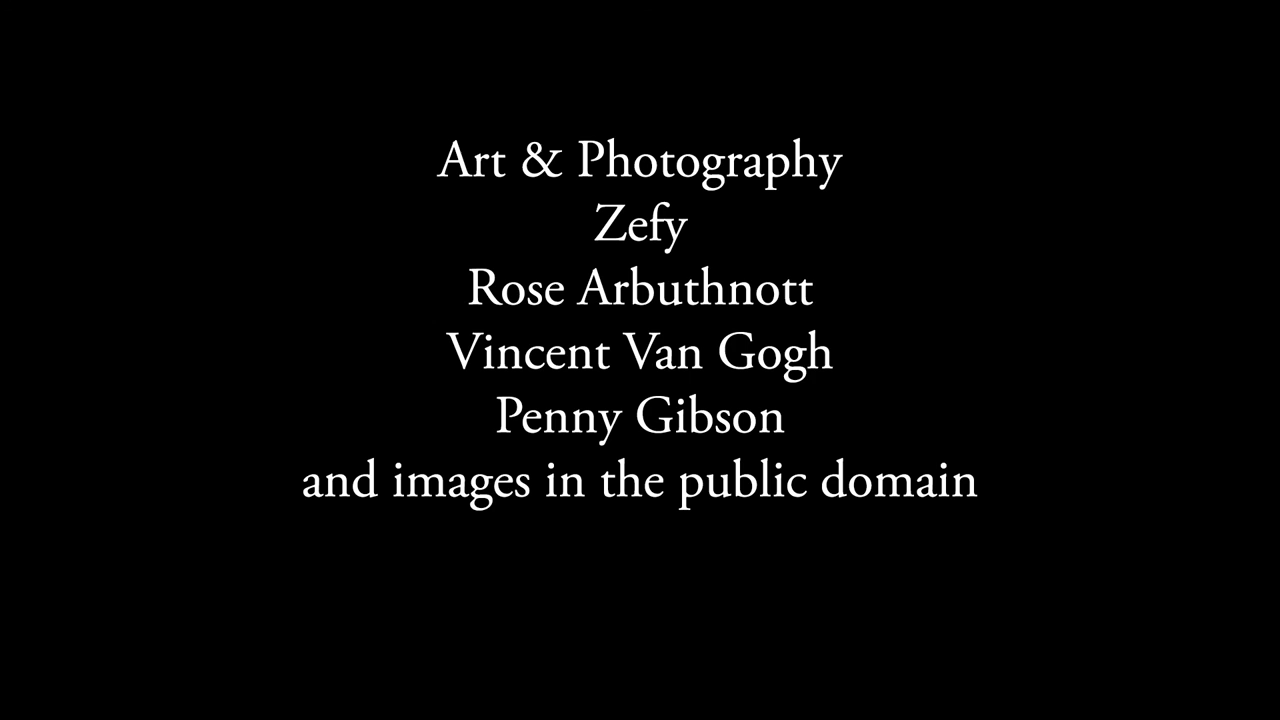 Art & Photography
Zefy
Rose Arbuthnott
Vincent Van Gogh
Penny Gibson
and images in the public domain